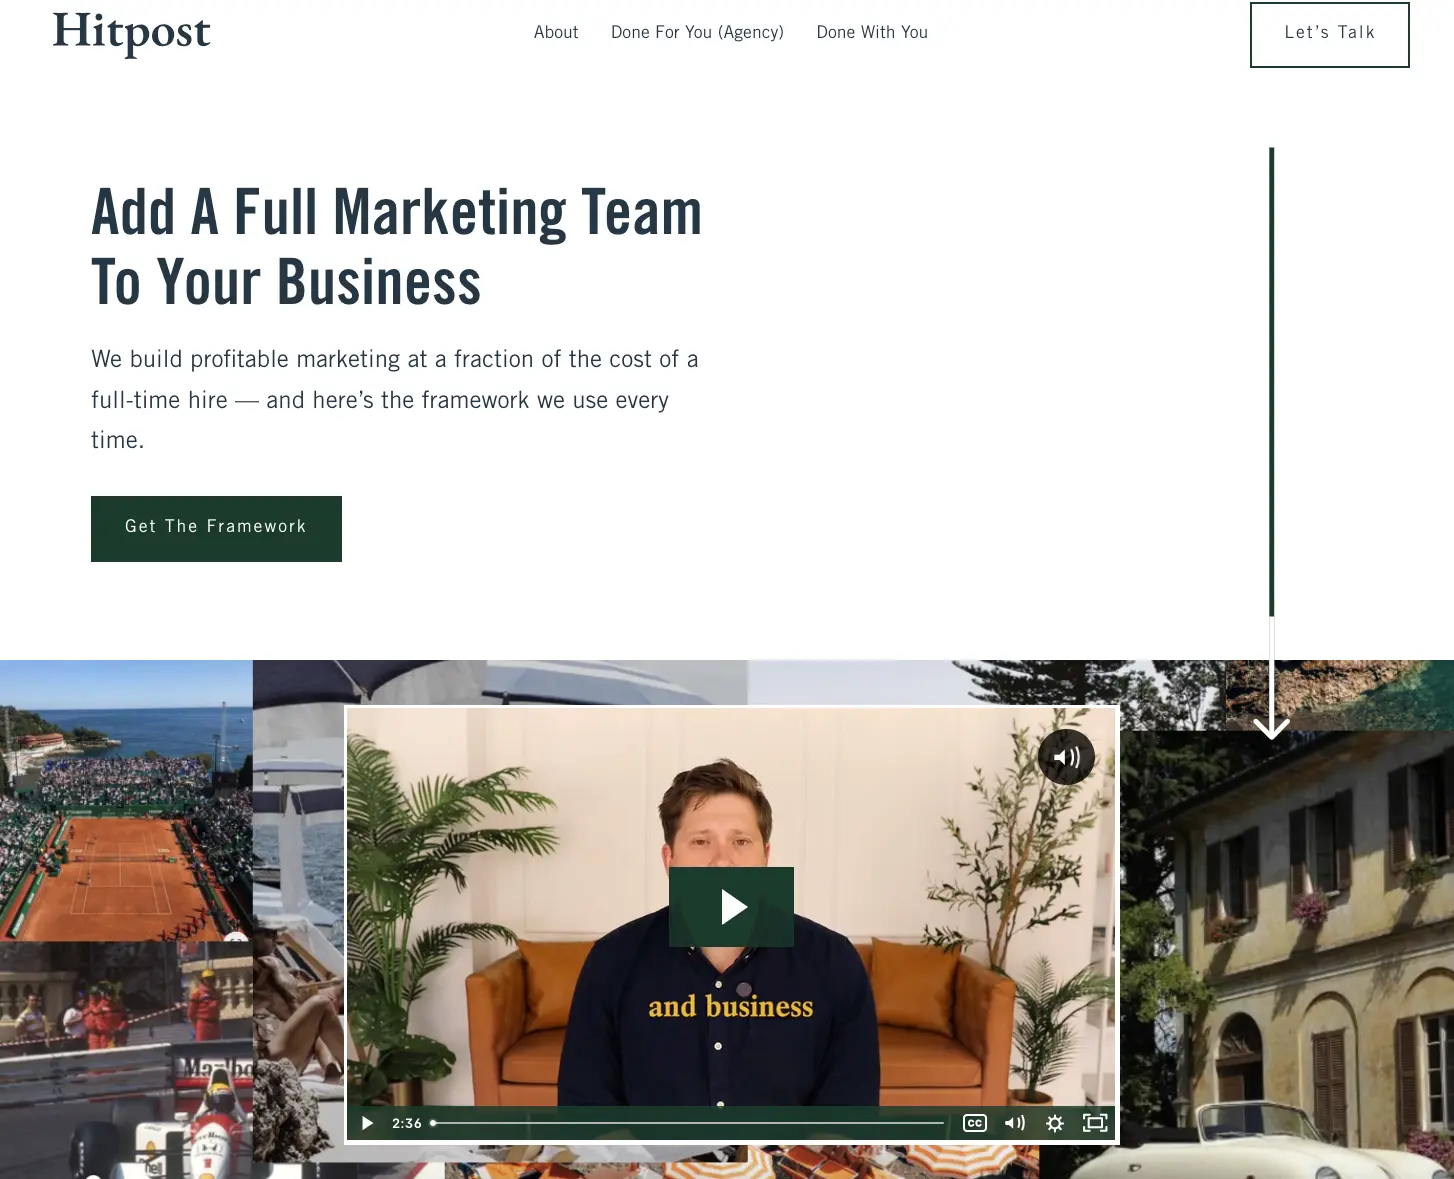 Hitpost
About
Done For You (Agency)
Done With You
Let's Talk
Add A Full Marketing Team
To Your Business
We build profitable marketing at a fraction of the cost of a
full-time hire — and here's the framework we use every
time.
Get The Framework
and business
2:36
CC